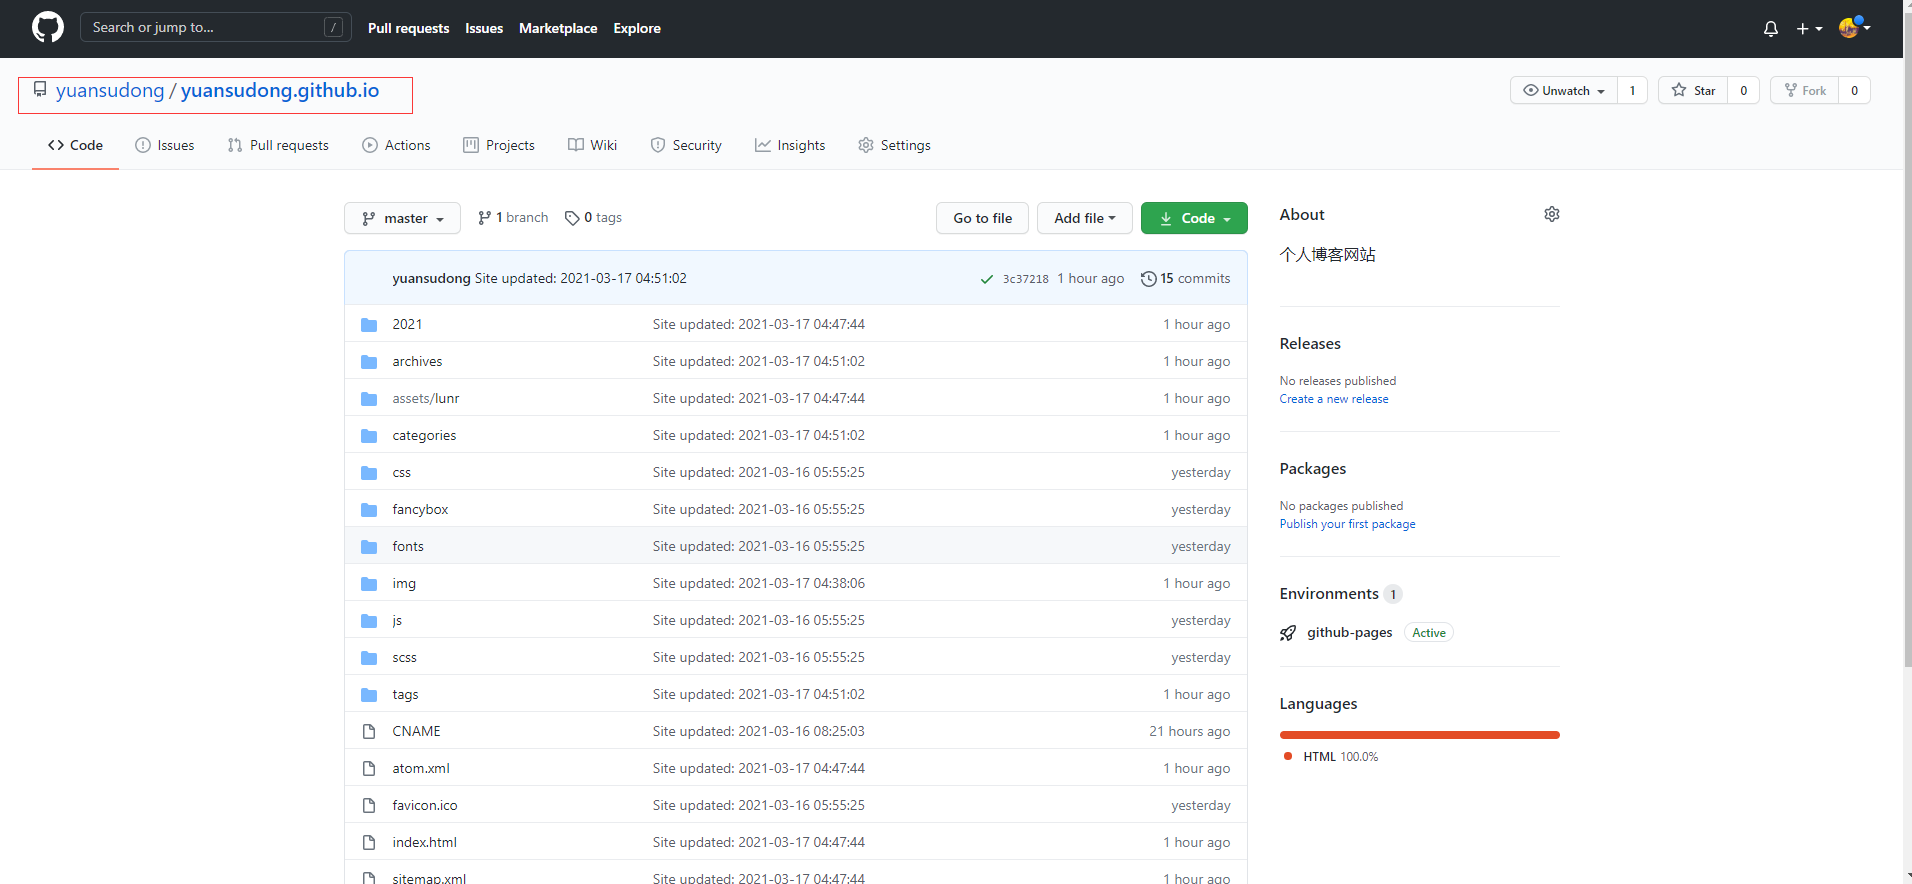 Search or jump to... /
Pull requests Issues Marketplace Explore
yuansudong / yuansudong.github.io
Unwatch 1 Star 0 Fork 0
Code Issues Pull requests Actions Projects Wiki Security Insights Settings
master 1 branch 0 tags Go to file Add file Code
yuansudong Site updated: 2021-03-17 04:51:02 3c37218 1 hour ago 15 commits
2021 Site updated: 2021-03-17 04:47:44 1 hour ago
archives Site updated: 2021-03-17 04:51:02 1 hour ago
assets/lunr Site updated: 2021-03-17 04:47:44 1 hour ago
categories Site updated: 2021-03-17 04:51:02 1 hour ago
css Site updated: 2021-03-16 05:55:25 yesterday
fancybox Site updated: 2021-03-16 05:55:25 yesterday
fonts Site updated: 2021-03-16 05:55:25 yesterday
img Site updated: 2021-03-17 04:38:06 1 hour ago
js Site updated: 2021-03-16 05:55:25 yesterday
scss Site updated: 2021-03-16 05:55:25 yesterday
tags Site updated: 2021-03-17 04:51:02 1 hour ago
CNAME Site updated: 2021-03-16 08:25:03 21 hours ago
atom.xml Site updated: 2021-03-17 04:47:44 1 hour ago
favicon.ico Site updated: 2021-03-16 05:55:25 yesterday
index.html Site updated: 2021-03-17 04:47:44 1 hour ago
sitemap.xml Site updated: 2021-03-17 04:47:44 1 hour ago
About
个人博客网站
Releases
No releases published
Create a new release
Packages
No packages published
Publish your first package
Environments 1
github-pages Active
Languages
HTML 100.0%